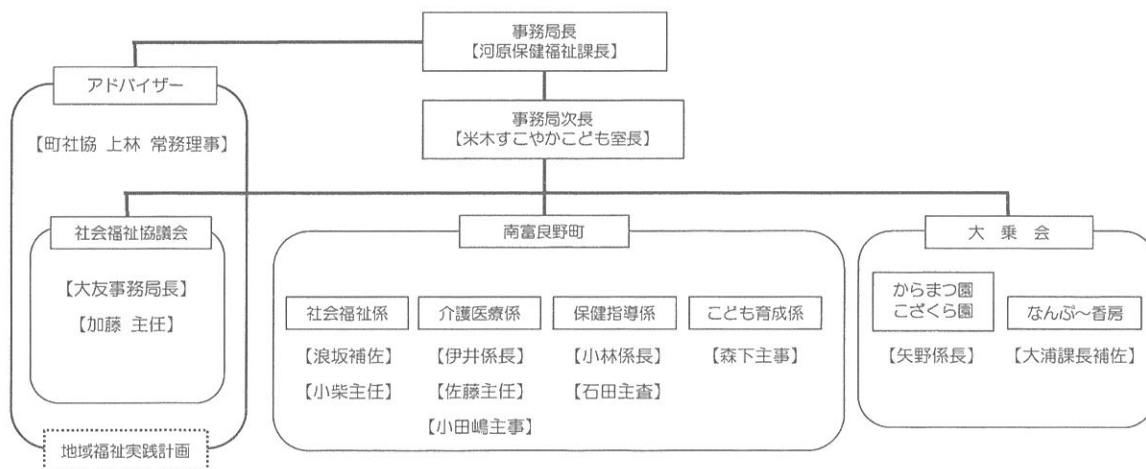 事務局長
【河原保健福祉課長】
アドバイザー
【町社協 上林 常務理事】
事務局次長
【米木すこやかこども室長】
社会福祉協議会
【大友事務局長】
【加藤 主任】
地域福祉実践計画
南富良野町
社会福祉係
【浪坂補佐】
【小柴主任】
介護医療係
【伊井係長】
【佐藤主任】
【小田嶋主事】
保健指導係
【小林係長】
【石田主査】
こども育成係
【森下主事】
大 乗 会
からまつ園
こざくら園
【矢野係長】
なんぷ～香房
【大浦課長補佐】